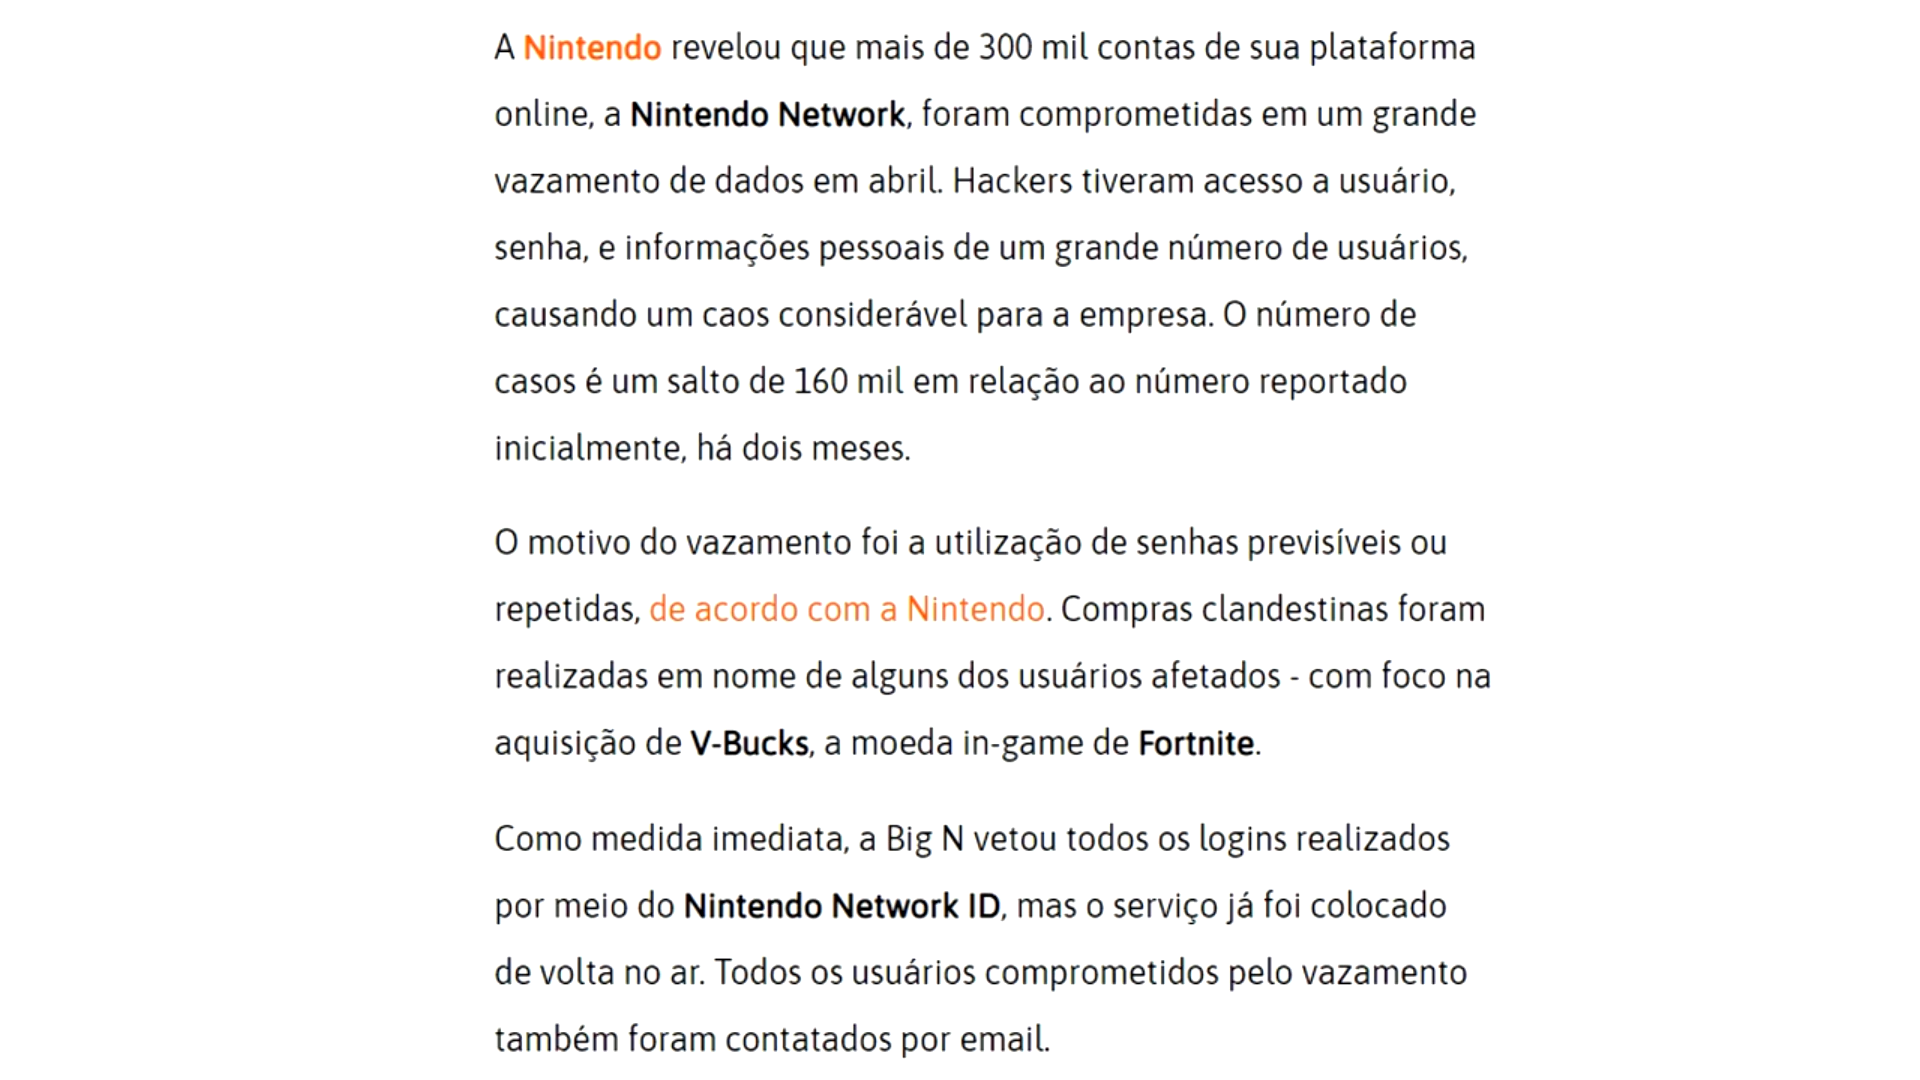 A Nintendo revelou que mais de 300 mil contas de sua plataforma
online, a Nintendo Network, foram comprometidas em um grande
vazamento de dados em abril. Hackers tiveram acesso a usuário,
senha, e informações pessoais de um grande número de usuários,
causando um caos considerável para a empresa. O número de
casos é um salto de 160 mil em relação ao número reportado
inicialmente, há dois meses.
O motivo do vazamento foi a utilização de senhas previsíveis ou
repetidas, de acordo com a Nintendo. Compras clandestinas foram
realizadas em nome de alguns dos usuários afetados - com foco na
aquisição de V-Bucks, a moeda in-game de Fortnite.
Como medida imediata, a Big N vetou todos os logins realizados
por meio do Nintendo Network ID, mas o serviço já foi colocado
de volta no ar. Todos os usuários comprometidos pelo vazamento
também foram contatados por email.